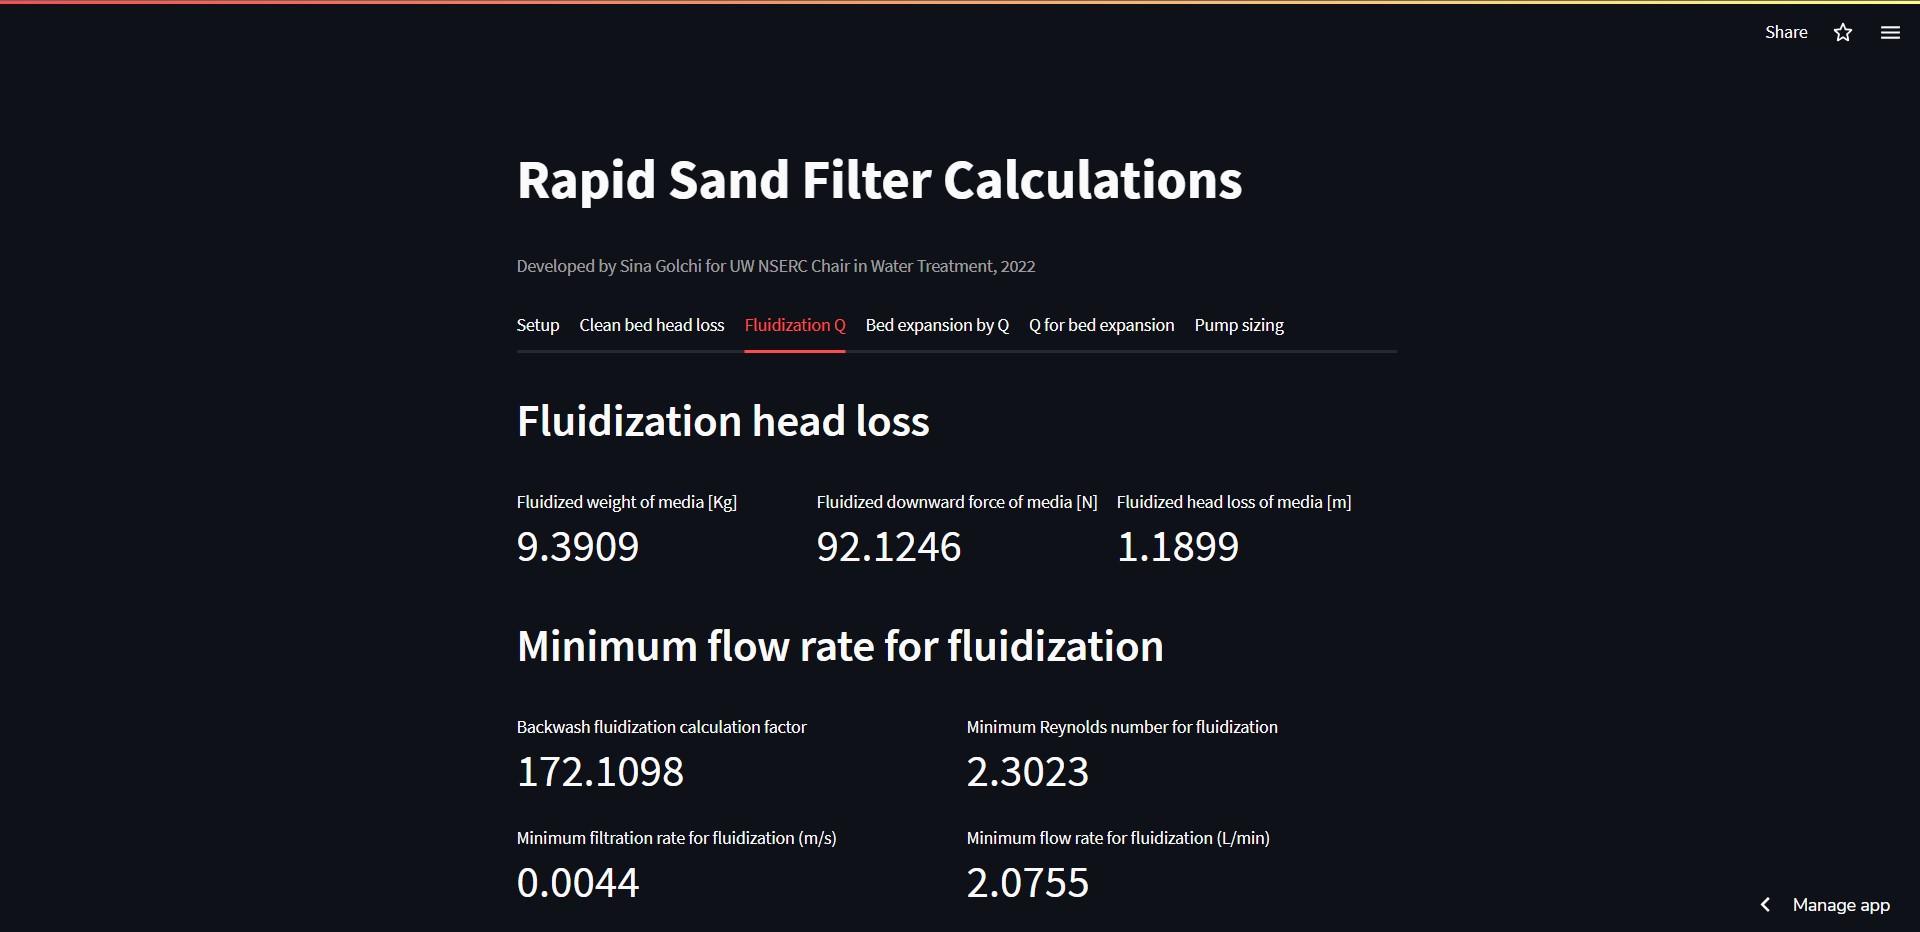 Share
Rapid Sand Filter Calculations
Developed by Sina Golchi for UW NSERC Chair in Water Treatment, 2022
Setup Clean bed head loss Fluidization Q Bed expansion by Q Q for bed expansion Pump sizing
Fluidization head loss
Fluidized weight of media [Kg] Fluidized downward force of media [N] Fluidized head loss of media [m]
9.3909 92.1246 1.1899
Minimum flow rate for fluidization
Backwash fluidization calculation factor Minimum Reynolds number for fluidization
172.1098 2.3023
Minimum filtration rate for fluidization (m/s) Minimum flow rate for fluidization (L/min)
0.0044 2.0755
Manage app